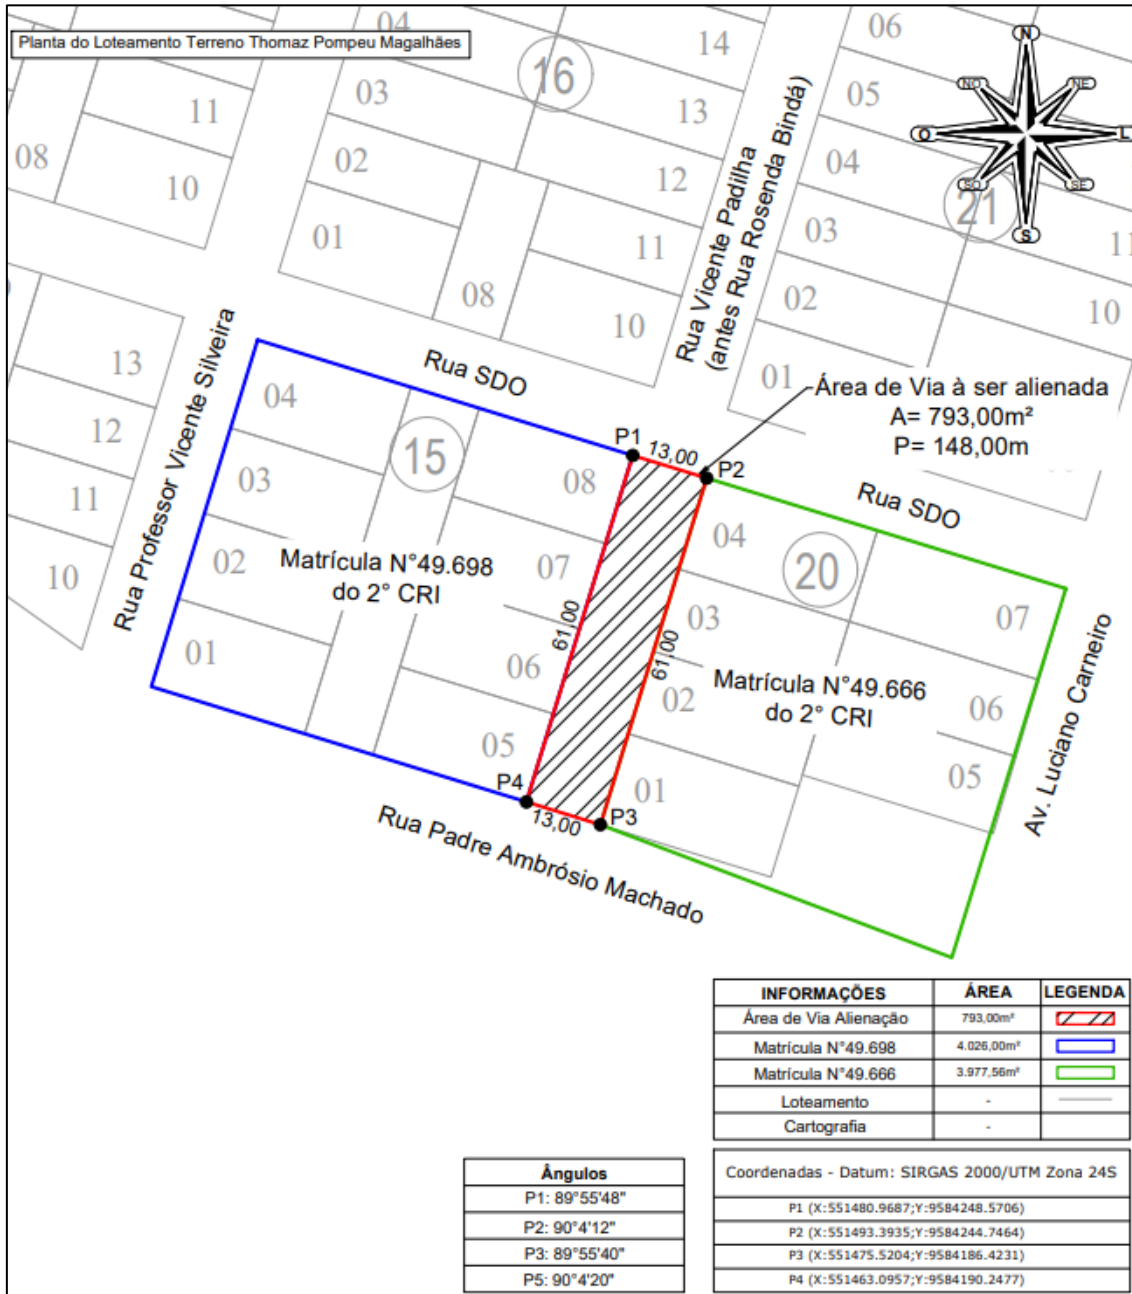 Planta do Loteamento Terreno Thomaz Pompeu Magalhães
04
16
14
06
N
NO
NE
O
L
SO
SE
S
11
03
13
05
08
10
02
12
04
21
01
11
03
11
08
10
02
10
Rua Vicente Padilha
(antes Rua Rosenda Bindá)
Rua Professor Vicente Silveira
13
12
11
10
Rua SDO
01
Área de Via à ser alienada
A= 793,00m²
P= 148,00m
04
15
P1
13,00
P2
03
08
Rua SDO
02
Matrícula N°49.698
do 2° CRI
07
04
20
01
06
61,00
61,00
03
07
05
02
Matrícula N°49.666
do 2° CRI
06
01
05
Av. Luciano Carneiro
P4
13,00
P3
Rua Padre Ambrósio Machado
INFORMAÇÕES ÁREA LEGENDA
Área de Via Alienação 793,00m²
Matrícula N°49.698 4.026,00m²
Matrícula N°49.666 3.977,56m²
Loteamento -
Cartografia -
Ângulos
P1: 89°55'48"
P2: 90°4'12"
P3: 89°55'40"
P5: 90°4'20"
Coordenadas - Datum: SIRGAS 2000/UTM Zona 24S
P1 (X:551480.9687;Y:9584248.5706)
P2 (X:551493.3935;Y:9584244.7464)
P3 (X:551475.5204;Y:9584186.4231)
P4 (X:551463.0957;Y:9584190.2477)